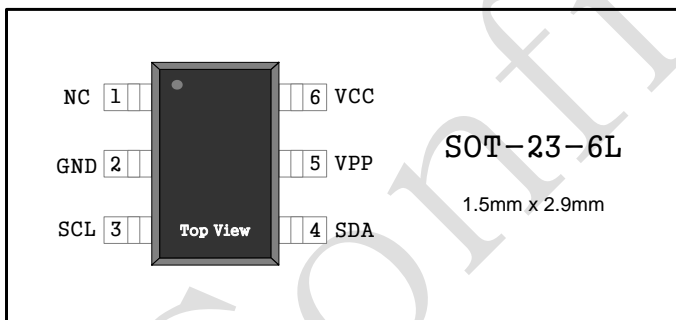 NC 1 6 VCC
GND 2 5 VPP
SCL 3 4 SDA
Top View
SOT-23-6L
1.5mm x 2.9mm
Confi